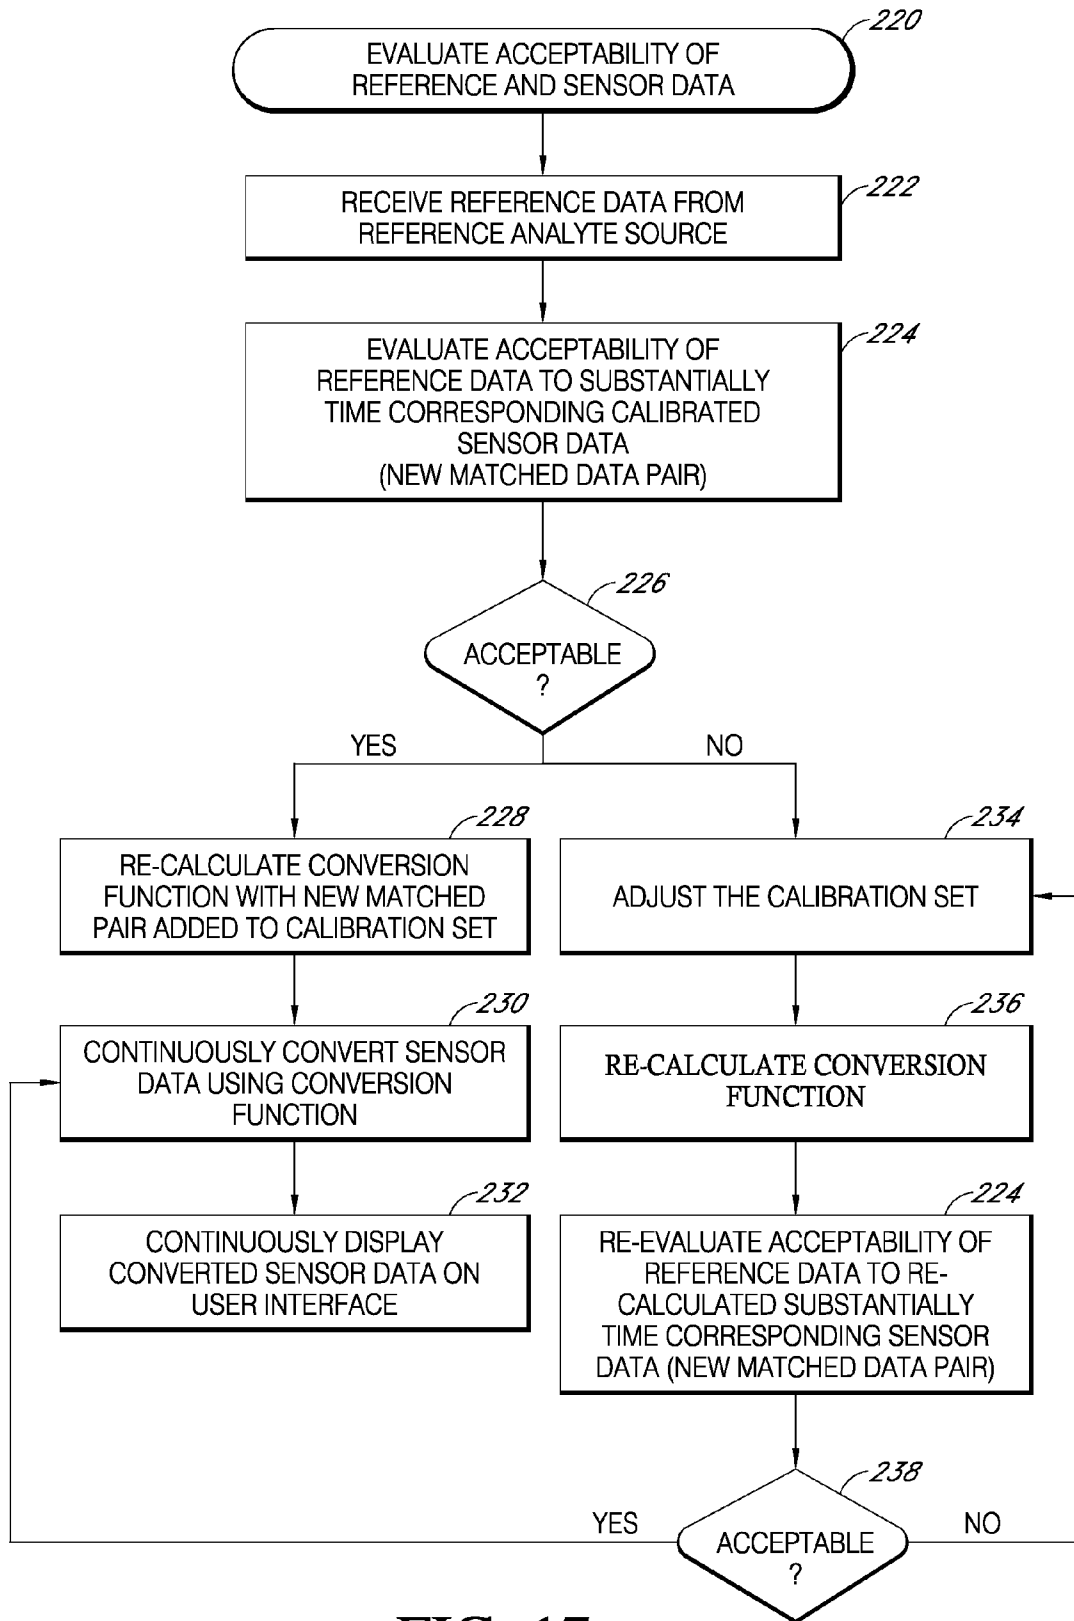 220
EVALUATE ACCEPTABILITY OF
REFERENCE AND SENSOR DATA
222
RECEIVE REFERENCE DATA FROM
REFERENCE ANALYTE SOURCE
224
EVALUATE ACCEPTABILITY OF
REFERENCE DATA TO SUBSTANTIALLY
TIME CORRESPONDING CALIBRATED
SENSOR DATA
(NEW MATCHED DATA PAIR)
226
ACCEPTABLE
?
YES
NO
228
RE-CALCULATE CONVERSION
FUNCTION WITH NEW MATCHED
PAIR ADDED TO CALIBRATION SET
230
CONTINUOUSLY CONVERT SENSOR
DATA USING CONVERSION
FUNCTION
232
CONTINUOUSLY DISPLAY
CONVERTED SENSOR DATA ON
USER INTERFACE
234
ADJUST THE CALIBRATION SET
236
RE-CALCULATE CONVERSION
FUNCTION
224
RE-EVALUATE ACCEPTABILITY OF
REFERENCE DATA TO RE-
CALCULATED SUBSTANTIALLY
TIME CORRESPONDING SENSOR
DATA (NEW MATCHED DATA PAIR)
238
ACCEPTABLE
?
YES
NO